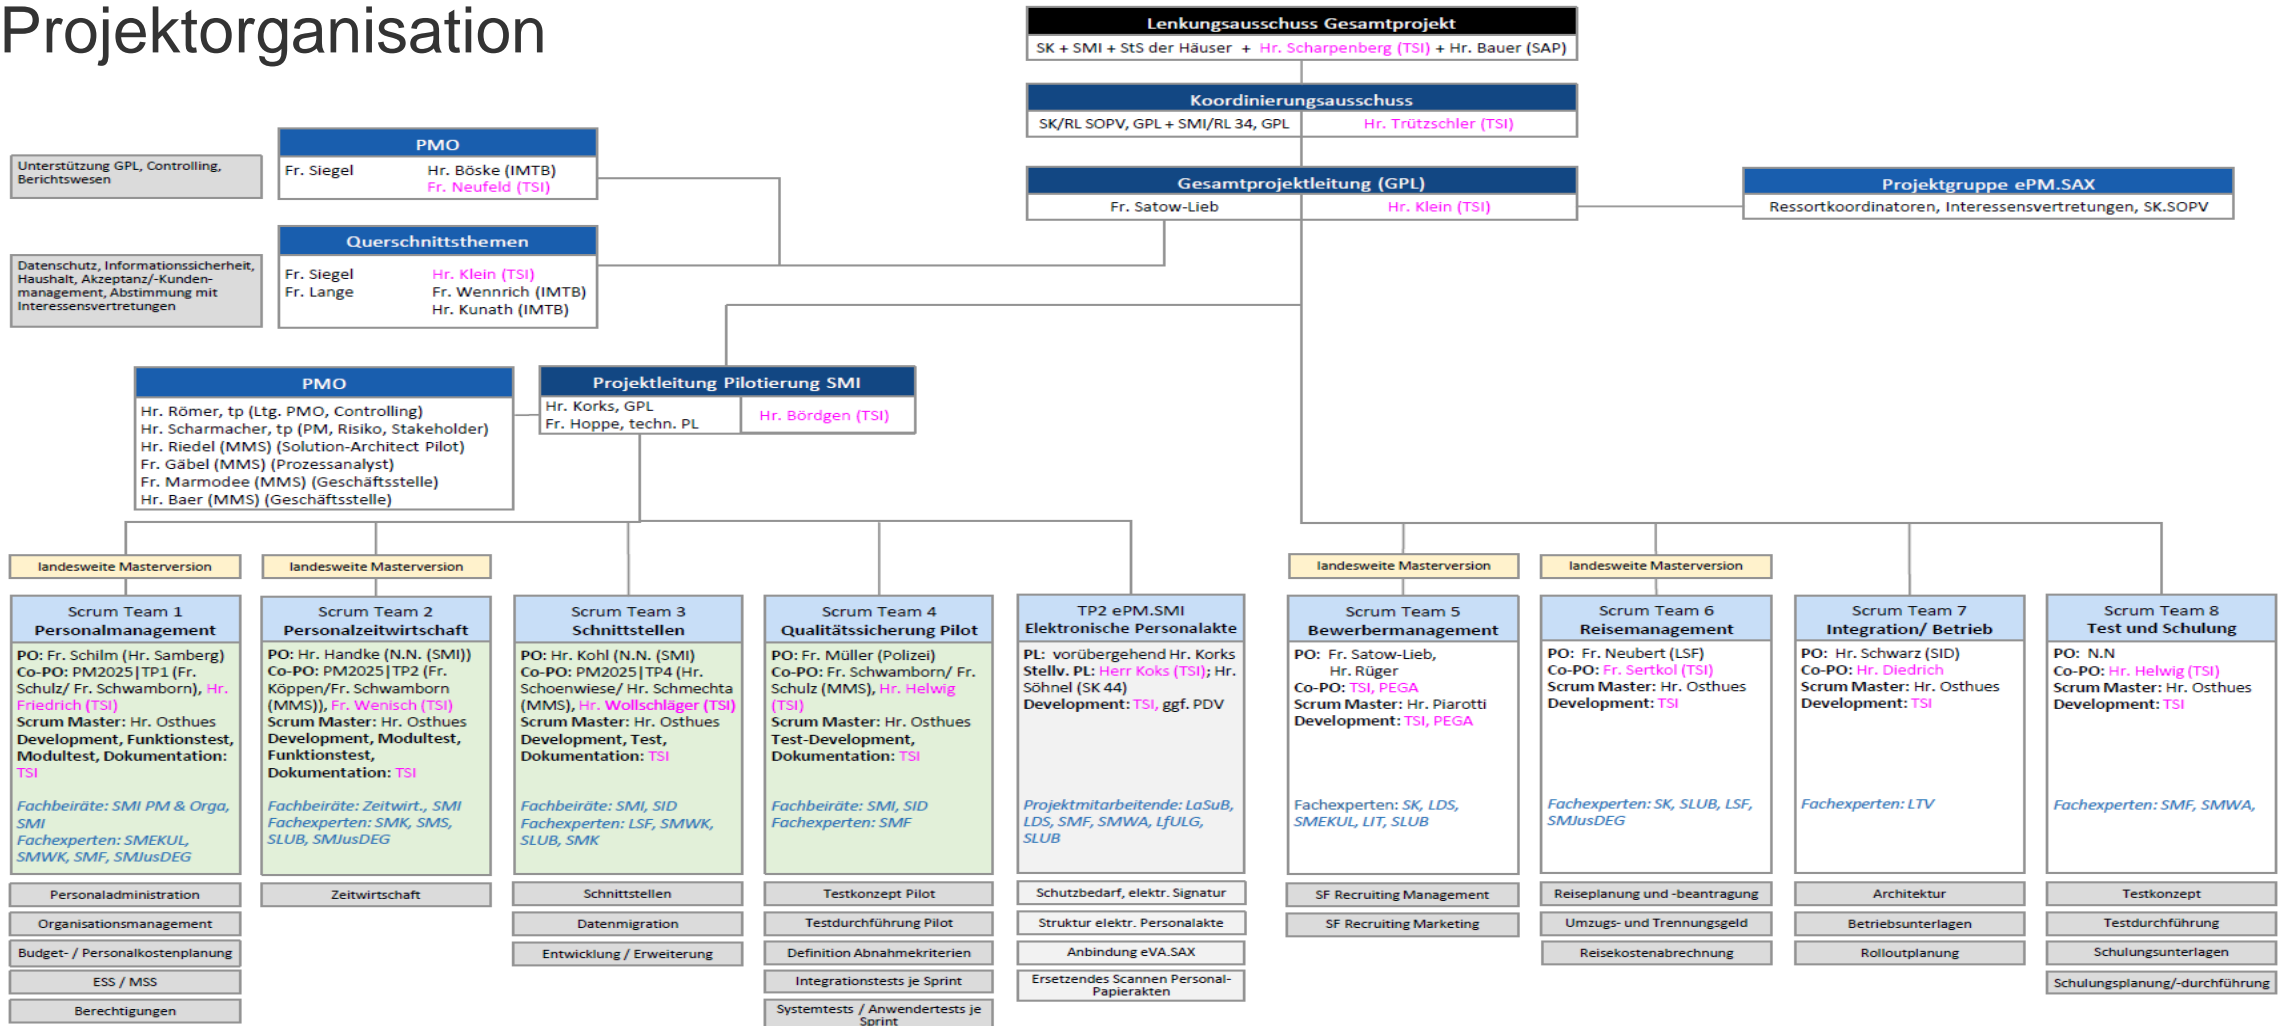 Projektorganisation
Lenkungsausschuss Gesamtprojekt
SK + SMI + StS der Häuser + Hr. Scharpenberg (TSI) + Hr. Bauer (SAP)
Koordinierungsausschuss
SK/RL SOPV, GPL + SMI/RL 34, GPL
Hr. Trützschler (TSI)
Unterstützung GPL, Controlling,
Berichtswesen
PMO
Fr. Siegel
Hr. Böske (IMTB)
Fr. Neufeld (TSI)
Gesamtprojektleitung (GPL)
Fr. Satow-Lieb
Hr. Klein (TSI)
Projektgruppe ePM.SAX
Ressortkoordinatoren, Interessensvertretungen, SK.SOPV
Datenschutz, Informationssicherheit,
Haushalt, Akzeptanz/-Kunden-
management, Abstimmung mit
Interessensvertretungen
Querschnittsthemen
Fr. Siegel
Fr. Lange
Hr. Klein (TSI)
Fr. Wennrich (IMTB)
Hr. Kunath (IMTB)
PMO
Hr. Römer, tp (Ltg. PMO, Controlling)
Hr. Scharmacher, tp (PM, Risiko, Stakeholder)
Hr. Riedel (MMS) (Solution-Architect Pilot)
Fr. Gäbel (MMS) (Prozessanalyst)
Fr. Marmodee (MMS) (Geschäftsstelle)
Hr. Baer (MMS) (Geschäftsstelle)
Projektleitung Pilotierung SMI
Hr. Korks, GPL
Fr. Hoppe, techn. PL
Hr. Bördgen (TSI)
landesweite Masterversion
Scrum Team 1
Personalmanagement
PO: Fr. Schilm (Hr. Samberg)
Co-PO: PM2025|TP1 (Fr.
Schulz/ Fr. Schwamborn), Hr.
Friedrich (TSI)
Scrum Master: Hr. Osthues
Development, Funktionstest,
Modultest, Dokumentation:
TSI
Fachbeiräte: SMI PM & Orga,
SMI
Fachexperten: SMEKUL,
SMWK, SMF, SMJusDEG
Personaladministration
Organisationsmanagement
Budget- / Personalkostenplanung
ESS / MSS
Berechtigungen
landesweite Masterversion
Scrum Team 2
Personalzeitwirtschaft
PO: Hr. Handke (N.N. (SMI))
Co-PO: PM2025|TP2 (Fr.
Köppen/Fr. Schwamborn
(MMS)), Fr. Wenisch (TSI)
Scrum Master: Hr. Osthues
Development, Modultest,
Funktionstest,
Dokumentation: TSI
Fachbeiräte: Zeitwirt., SMI
Fachexperten: SMK, SMS,
SLUB, SMJusDEG
Zeitwirtschaft
Scrum Team 3
Schnittstellen
PO: Hr. Kohl (N.N. (SMI)
Co-PO: PM2025|TP4 (Hr.
Schoenwiese/ Hr. Schmechta
(MMS), Hr. Wollschläger (TSI)
Scrum Master: Hr. Osthues
Development, Test,
Dokumentation: TSI
Fachbeiräte: SMI, SID
Fachexperten: LSF, SMWK,
SLUB, SMK
Schnittstellen
Datenmigration
Entwicklung / Erweiterung
Scrum Team 4
Qualitätssicherung Pilot
PO: Fr. Müller (Polizei)
Co-PO: Fr. Schwamborn/ Fr.
Schulz (MMS), Hr. Helwig
(TSI)
Scrum Master: Hr. Osthues
Test-Development,
Dokumentation: TSI
Fachbeiräte: SMI, SID
Fachexperten: SMF
Testkonzept Pilot
Testdurchführung Pilot
Definition Abnahmekriterien
Integrationstests je Sprint
Systemtests / Anwendertests je
Sprint
TP2 ePM.SMI
Elektronische Personalakte
PL: vorübergehend Hr. Korks
Stellv. PL: Herr Koks (TSI); Hr.
Söhnel (SK 44)
Development: TSI, ggf. PDV
Projektmitarbeitende: LaSuB,
LDS, SMF, SMWA, LfULG,
SLUB
Schutzbedarf, elektr. Signatur
Struktur elektr. Personalakte
Anbindung eVA.SAX
Ersetzendes Scannen Personal-
Papierakten
landesweite Masterversion
Scrum Team 5
Bewerbermanagement
PO: Fr. Satow-Lieb,
Hr. Rüger
Co-PO: TSI, PEGA
Scrum Master: Hr. Piarotti
Development: TSI, PEGA
Fachexperten: SK, LDS,
SMEKUL, LIT, SLUB
SF Recruiting Management
SF Recruiting Marketing
landesweite Masterversion
Scrum Team 6
Reisemanagement
PO: Fr. Neubert (LSF)
Co-PO: Fr. Sertkol (TSI)
Scrum Master: Hr. Osthues
Development: TSI
Fachexperten: SK, SLUB, LSF,
SMJusDEG
Reiseplanung und -beantragung
Umzugs- und Trennungsgeld
Reisekostenabrechnung
Scrum Team 7
Integration/ Betrieb
PO: Hr. Schwarz (SID)
Co-PO: Hr. Diedrich
Scrum Master: Hr. Osthues
Development: TSI
Fachexperten: LTV
Architektur
Betriebsunterlagen
Rolloutplanung
Scrum Team 8
Test und Schulung
PO: N.N
Co-PO: Hr. Helwig (TSI)
Scrum Master: Hr. Osthues
Development: TSI
Fachexperten: SMF, SMWA,
Testkonzept
Testdurchführung
Schulungsunterlagen
Schulungsplanung/-durchführung